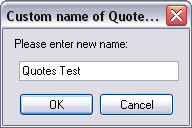 Custom name of Quote...
Please enter new name:
Quotes Test
OK
Cancel